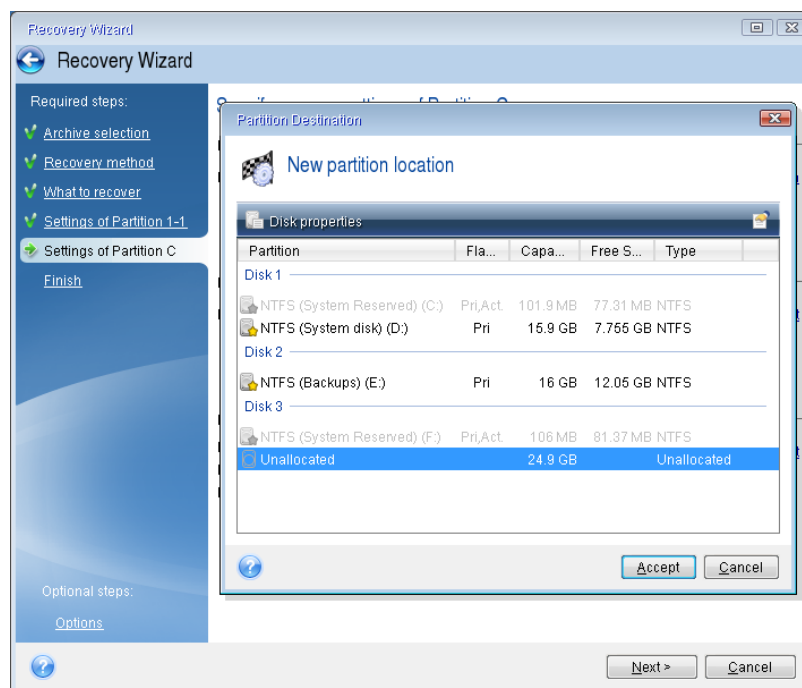 Recovery Wizard
Recovery Wizard
Required steps:
Archive selection
Recovery method
What to recover
Settings of Partition 1-1
Settings of Partition C
Finish
Optional steps:
Options
Partition Destination
New partition location
Disk properties
Partition Fla... Capa... Free S... Type
Disk 1
NTFS (System Reserved) (C:) Pri,Act. 101.9 MB 77.31 MB NTFS
NTFS (System disk) (D:) Pri 15.9 GB 7.755 GB NTFS
Disk 2
NTFS (Backups) (E:) Pri 16 GB 12.05 GB NTFS
Disk 3
NTFS (System Reserved) (F:) Pri,Act. 106 MB 81.37 MB NTFS
Unallocated 24.9 GB Unallocated
Accept Cancel
Next > Cancel